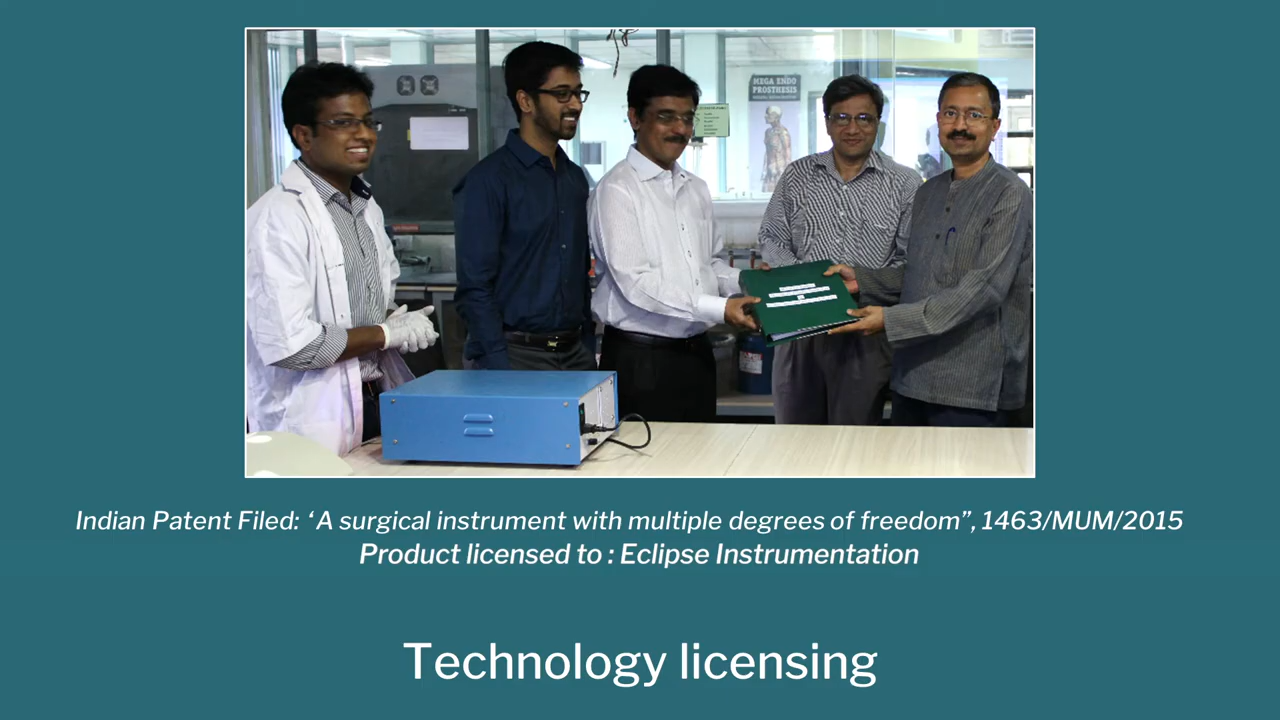 MEGA ENDO
PROSTHESIS
Indian Patent Filed: ‘A surgical instrument with multiple degrees of freedom”, 1463/MUM/2015
Product licensed to : Eclipse Instrumentation
Technology licensing